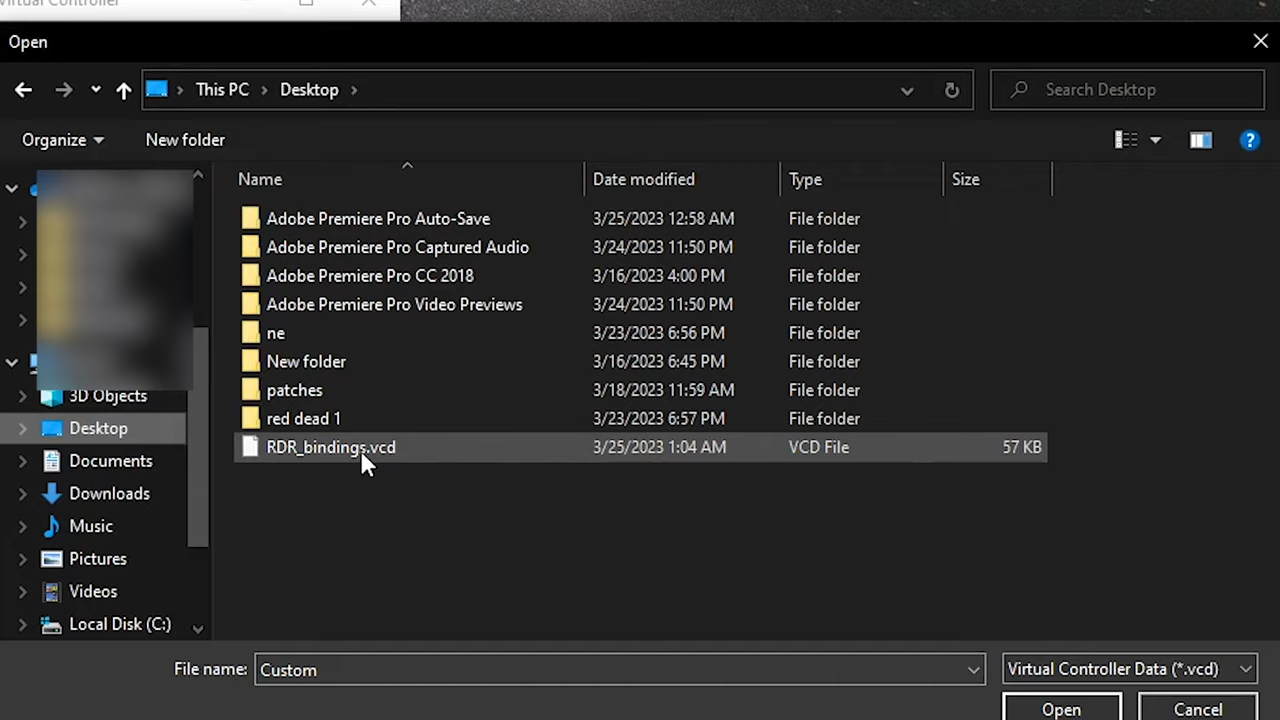 Virtual Controller
Open
This PC > Desktop >
Search Desktop
Organize
New folder
Name Date modified Type Size
Adobe Premiere Pro Auto-Save 3/25/2023 12:58 AM File folder
Adobe Premiere Pro Captured Audio 3/24/2023 11:50 PM File folder
Adobe Premiere Pro CC 2018 3/16/2023 4:00 PM File folder
Adobe Premiere Pro Video Previews 3/24/2023 11:50 PM File folder
ne 3/23/2023 6:56 PM File folder
New folder 3/16/2023 6:45 PM File folder
patches 3/18/2023 11:59 AM File folder
red dead 1 3/23/2023 6:57 PM File folder
RDR_bindings.vcd 3/25/2023 1:04 AM VCD File 57 KB
3D Objects
Desktop
Documents
Downloads
Music
Pictures
Videos
Local Disk (C:)
File name: Custom
Virtual Controller Data (*.vcd)
Open
Cancel